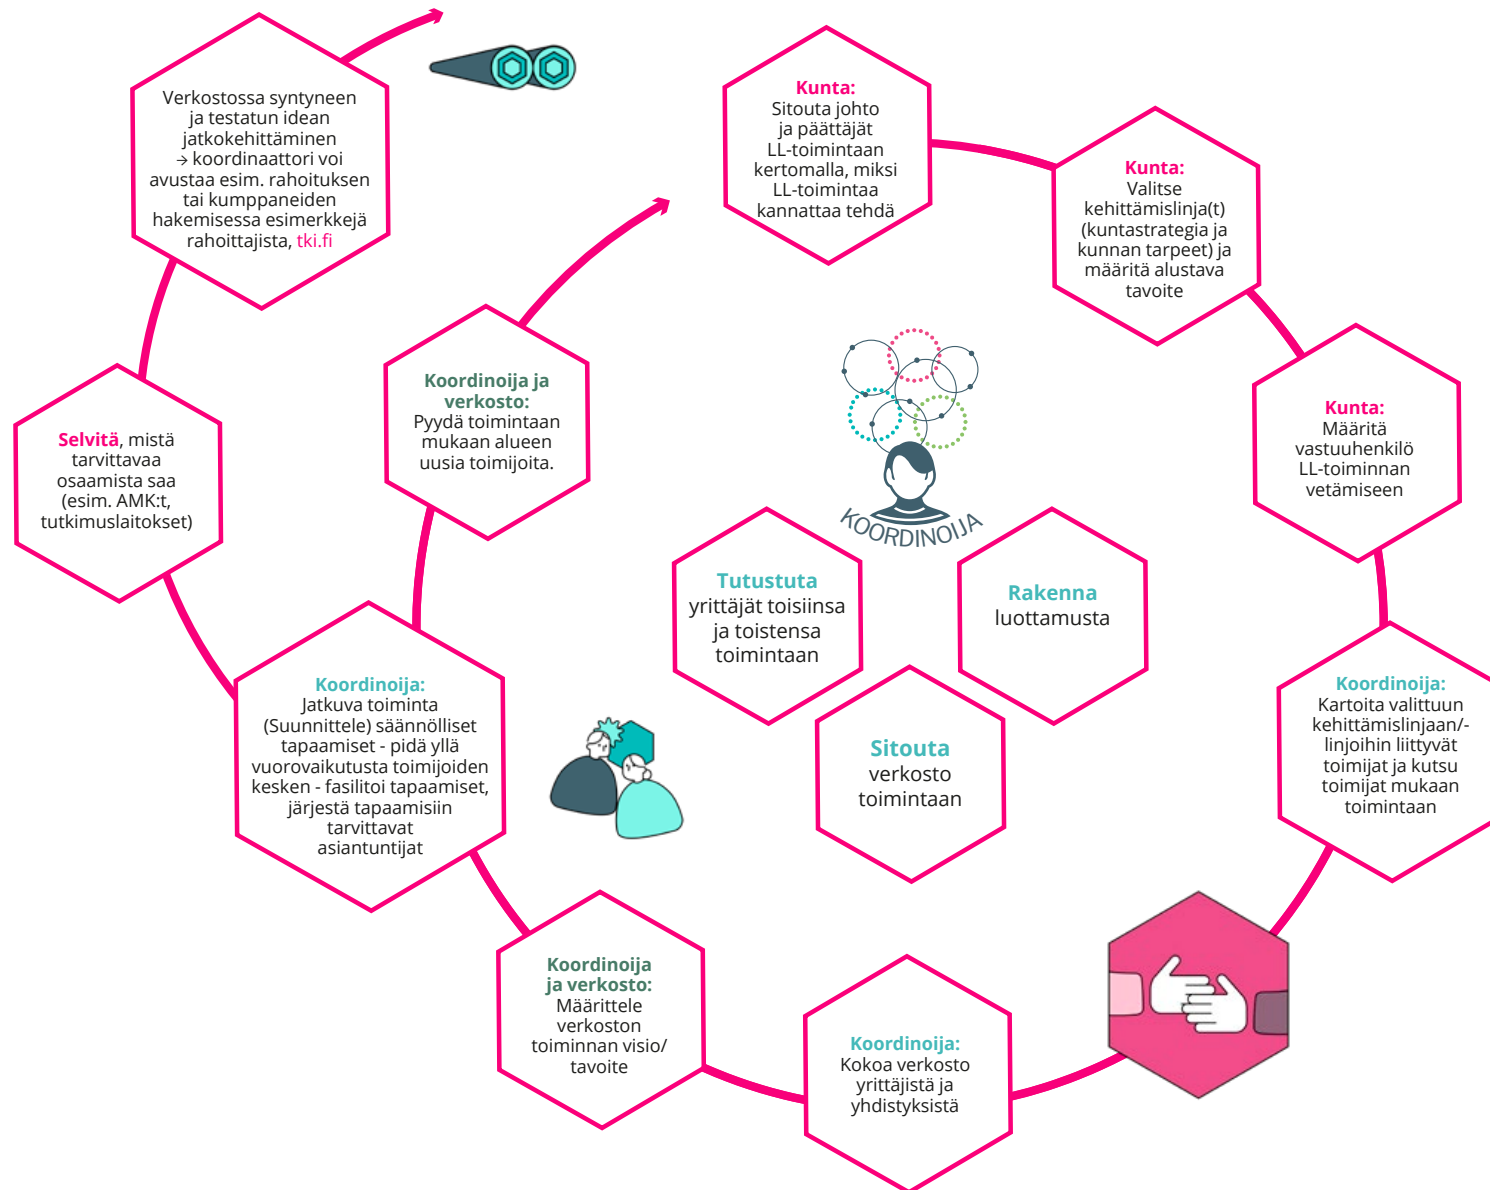 Kunta:
Sitouta johto
ja päättäjät
LL-toimintaan
kertomalla, miksi
LL-toimintaa
kannattaa tehdä
Kunta:
Valitse
kehittämislinja(t)
(kuntastrategia ja
kunnan tarpeet) ja
määritä alustava
tavoite
Kunta:
Määritä
vastuuhenkilö
LL-toiminnan
vetämiseen
Koordinoija:
Kartoita valittuun
kehittämislinjaan/-
linjoihin liittyvät
toimijat ja kutsu
toimijat mukaan
toimintaan
Koordinoija:
Kokoa verkosto
yrittäjistä ja
yhdistyksistä
Koordinoija
ja verkosto:
Määrittele
verkoston
toiminnan visio/
tavoite
Koordinoija:
Jatkuva toiminta
(Suunnittele) säännölliset
tapaamiset - pidä yllä
vuorovaikutusta toimijoiden
kesken - fasilitoi tapaamiset,
järjestä tapaamisiin
tarvittavat
asiantuntijat
Koordinoija ja
verkosto:
Pyydä toimintaan
mukaan alueen
uusia toimijoita.
Selvitä, mistä
tarvittavaa
osaamista saa
(esim. AMK:t,
tutkimuslaitokset)
Verkostossa syntyneen
ja testatun idean
jatkokehittäminen
→ koordinaattori voi
avustaa esim. rahoituksen
tai kumppaneiden
hakemisessa esimerkkejä
rahoittajista, tki.fi
KOORDINOIJA
Tutustuta
yrittäjät toisiinsa
ja toistensa
toimintaan
Rakenna
luottamusta
Sitouta
verkosto
toimintaan